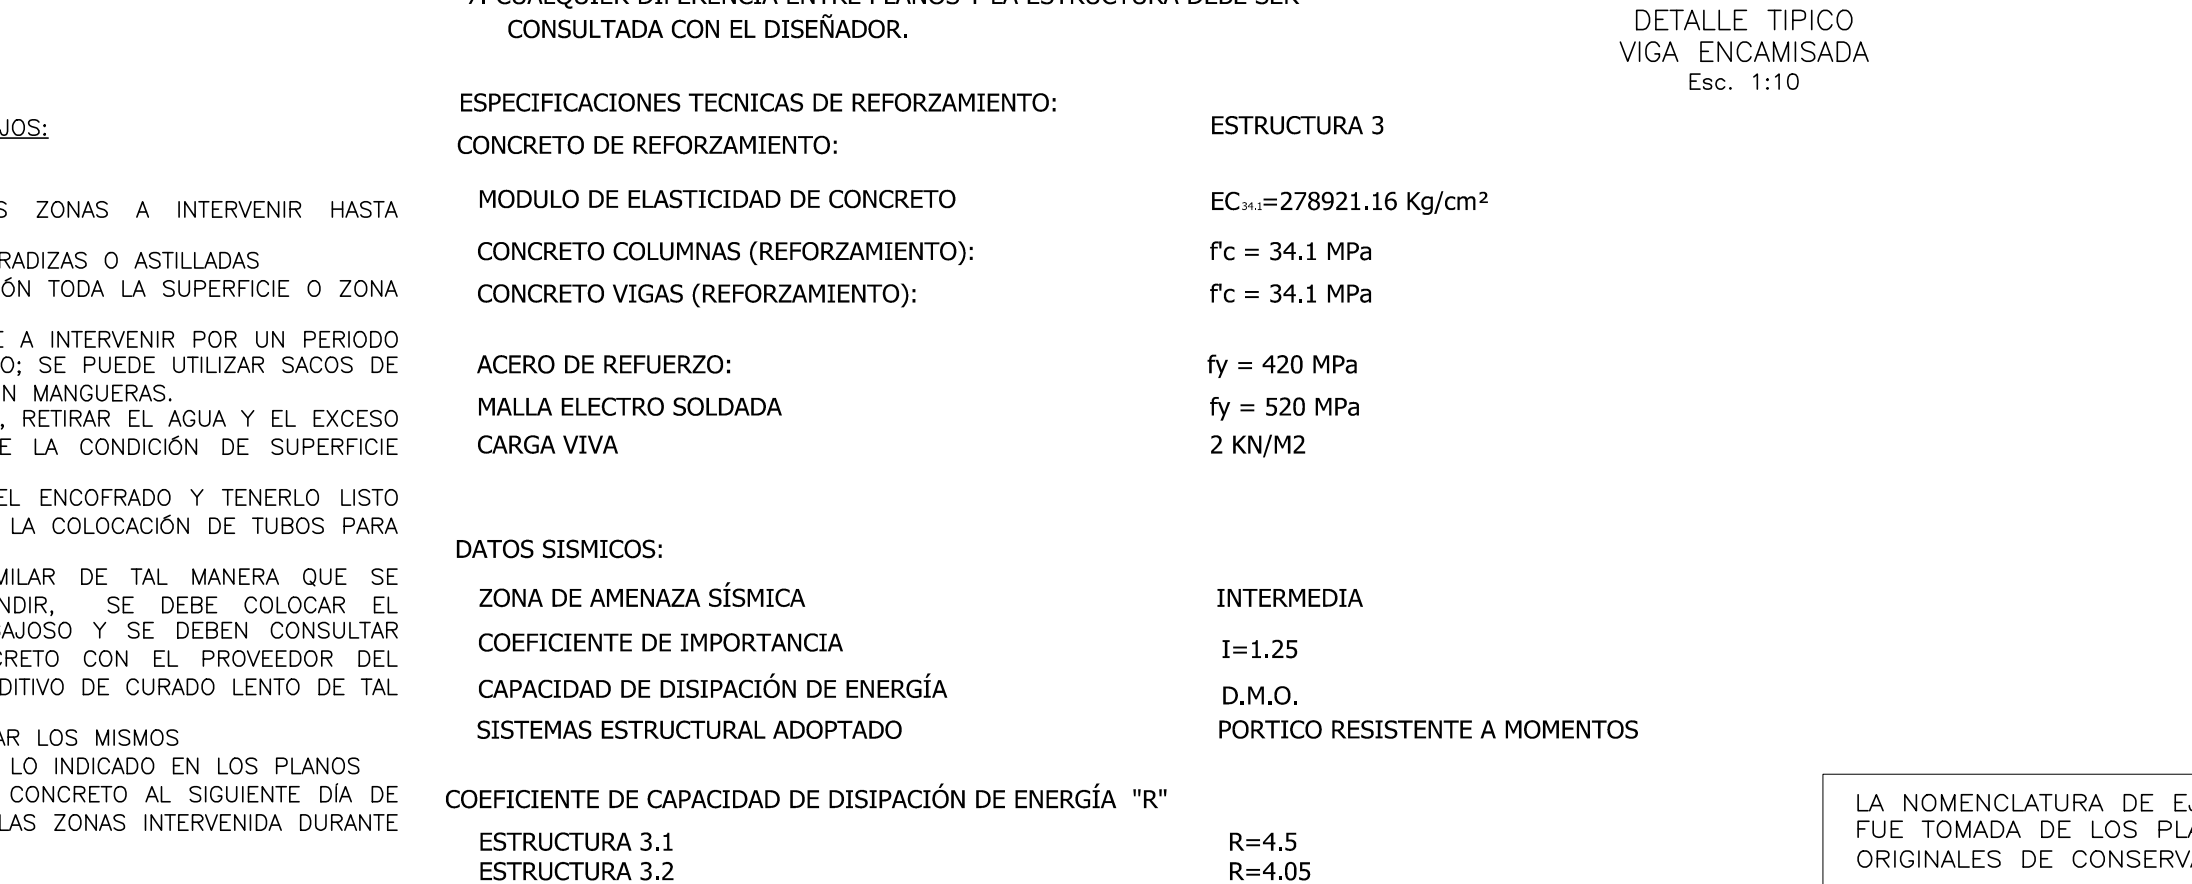 CONSULTADA CON EL DISEÑADOR.
DETALLE TIPICO
VIGA ENCAMISADA
Esc. 1:10
JOS:
ZONAS A INTERVENIR HASTA
RADIZAS O ASTILLADAS
ÓN TODA LA SUPERFICIE O ZONA
E A INTERVENIR POR UN PERIODO
O; SE PUEDE UTILIZAR SACOS DE
N MANGUERAS.
, RETIRAR EL AGUA Y EL EXCESO
E LA CONDICIÓN DE SUPERFICIE
EL ENCOFRADO Y TENERLO LISTO
LA COLOCACIÓN DE TUBOS PARA
MILAR DE TAL MANERA QUE SE
NDIR, SE DEBE COLOCAR EL
BAJOSO Y SE DEBEN CONSULTAR
CRETO CON EL PROVEEDOR DEL
DITIVO DE CURADO LENTO DE TAL
AR LOS MISMOS
LO INDICADO EN LOS PLANOS
CONCRETO AL SIGUIENTE DÍA DE
LAS ZONAS INTERVENIDA DURANTE
ESPECIFICACIONES TECNICAS DE REFORZAMIENTO:
ESTRUCTURA 3
CONCRETO DE REFORZAMIENTO:
MODULO DE ELASTICIDAD DE CONCRETO EC34.1=278921.16 Kg/cm²
CONCRETO COLUMNAS (REFORZAMIENTO): f'c = 34.1 MPa
CONCRETO VIGAS (REFORZAMIENTO): f'c = 34.1 MPa
ACERO DE REFUERZO: fy = 420 MPa
MALLA ELECTRO SOLDADA fy = 520 MPa
CARGA VIVA 2 KN/M2
DATOS SISMICOS:
ZONA DE AMENAZA SÍSMICA INTERMEDIA
COEFICIENTE DE IMPORTANCIA I=1.25
CAPACIDAD DE DISIPACIÓN DE ENERGÍA D.M.O.
SISTEMAS ESTRUCTURAL ADOPTADO PORTICO RESISTENTE A MOMENTOS
COEFICIENTE DE CAPACIDAD DE DISIPACIÓN DE ENERGÍA "R"
ESTRUCTURA 3.1 R=4.5
ESTRUCTURA 3.2 R=4.05
LA NOMENCLATURA DE EJ
FUE TOMADA DE LOS PLA
ORIGINALES DE CONSERVA